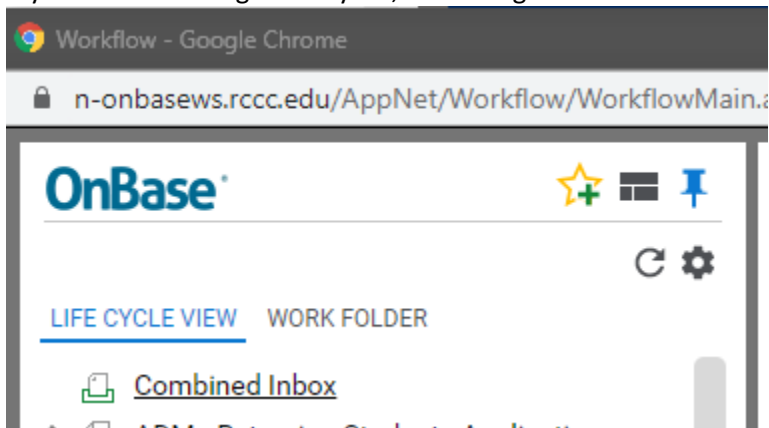 Workflow - Google Chrome
n-onbasews.rccc.edu/AppNet/Workflow/WorkflowMain.a
OnBase
LIFE CYCLE VIEW WORK FOLDER
Combined Inbox